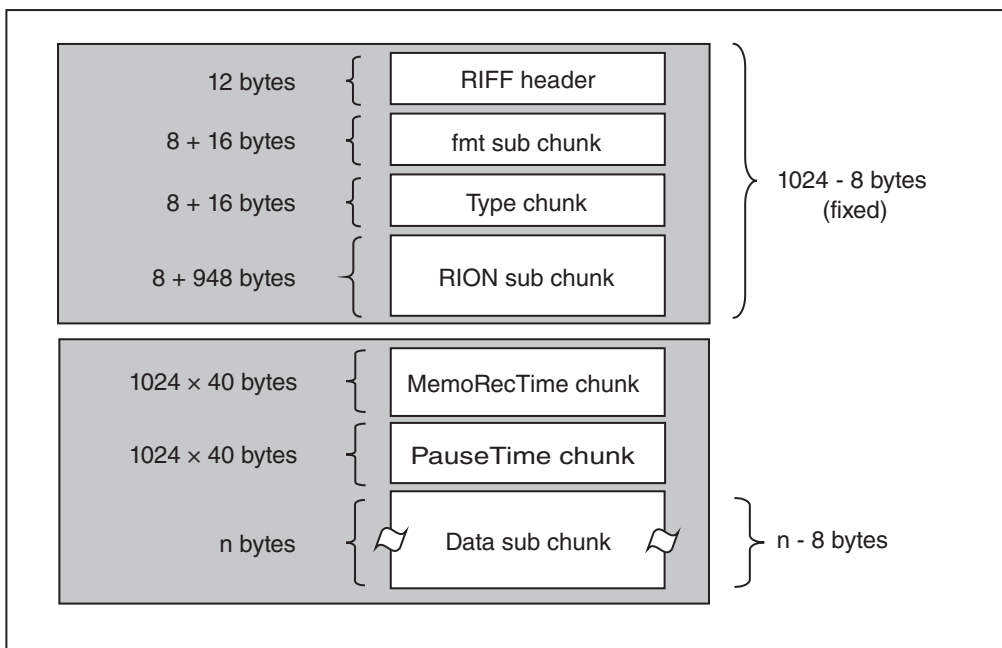 12 bytes
RIFF header
8 + 16 bytes
fmt sub chunk
8 + 16 bytes
Type chunk
8 + 948 bytes
RION sub chunk
1024 - 8 bytes
(fixed)
1024 × 40 bytes
MemoRecTime chunk
1024 × 40 bytes
PauseTime chunk
n bytes
Data sub chunk
n - 8 bytes